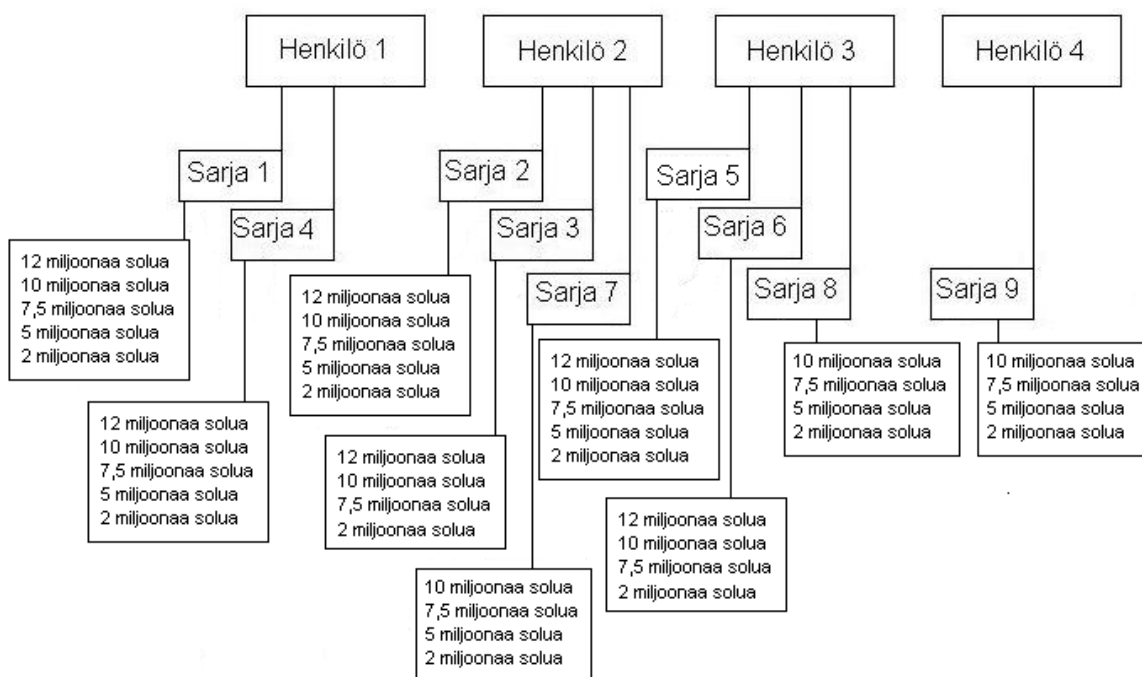 Henkilö 1
Henkilö 2
Henkilö 3
Henkilö 4
Sarja 1
12 miljoonaa solua
10 miljoonaa solua
7,5 miljoonaa solua
5 miljoonaa solua
2 miljoonaa solua
Sarja 4
12 miljoonaa solua
10 miljoonaa solua
7,5 miljoonaa solua
5 miljoonaa solua
2 miljoonaa solua
Sarja 2
12 miljoonaa solua
10 miljoonaa solua
7,5 miljoonaa solua
5 miljoonaa solua
2 miljoonaa solua
Sarja 3
12 miljoonaa solua
10 miljoonaa solua
7,5 miljoonaa solua
2 miljoonaa solua
Sarja 7
10 miljoonaa solua
7,5 miljoonaa solua
5 miljoonaa solua
2 miljoonaa solua
Sarja 5
12 miljoonaa solua
10 miljoonaa solua
7,5 miljoonaa solua
5 miljoonaa solua
2 miljoonaa solua
Sarja 6
12 miljoonaa solua
10 miljoonaa solua
7,5 miljoonaa solua
2 miljoonaa solua
Sarja 8
10 miljoonaa solua
7,5 miljoonaa solua
5 miljoonaa solua
2 miljoonaa solua
Sarja 9
10 miljoonaa solua
7,5 miljoonaa solua
5 miljoonaa solua
2 miljoonaa solua